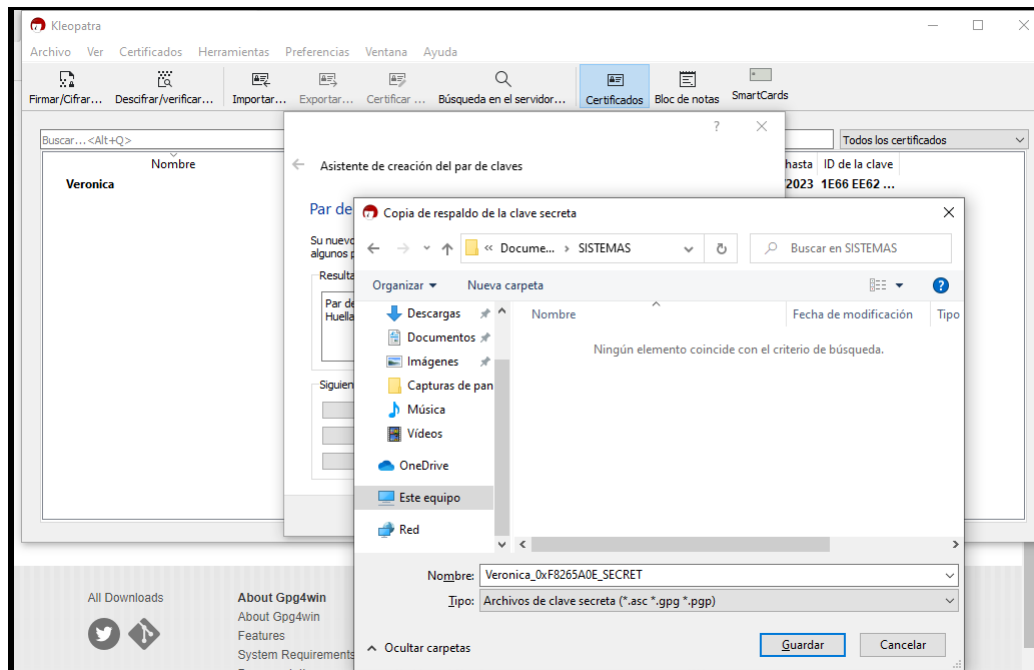 Kleopatra
Archivo Ver Certificados Herramientas Preferencias Ventana Ayuda
Firmar/Cifrar... Descifrar/verificar... Importar... Exportar... Certificar ... Búsqueda en el servidor... Certificados Bloc de notas SmartCards
Buscar...<Alt+Q> Todos los certificados
Nombre hasta ID de la clave
Veronica 2023 1E66 EE62 ...
?
Asistente de creación del par de claves
Par de
Su nuevo
algunos
Resulta
Par de
Huella
Siguien
Copia de respaldo de la clave secreta
« Docume... › SISTEMAS Buscar en SISTEMAS
Organizar Nueva carpeta ?
Descargas Nombre Fecha de modificación Tipo
Documentos
Ningún elemento coincide con el criterio de búsqueda.
Imágenes
Capturas de pan
Música
Vídeos
OneDrive
Este equipo
Red
Nombre: Veronica_0xF8265A0E_SECRET
Tipo: Archivos de clave secreta (*.asc *.gpg *.pgp)
Ocultar carpetas Guardar Cancelar
All Downloads
About Gpg4win
About Gpg4win
Features
System Requirements